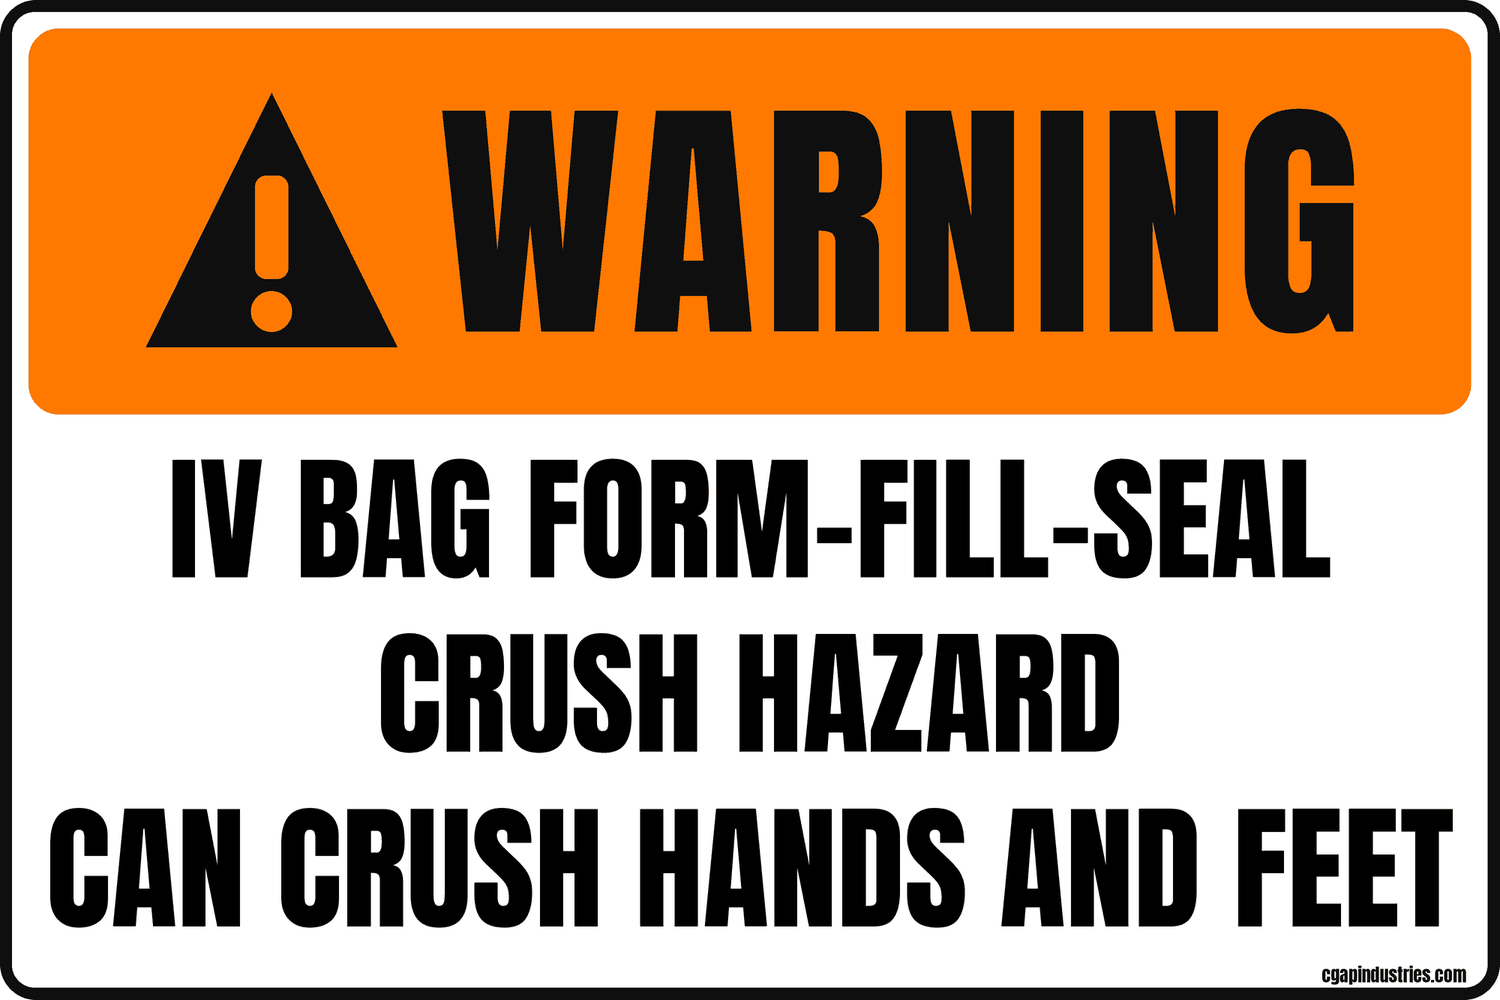 WARNING
IV BAG FORM-FILL-SEAL
CRUSH HAZARD
CAN CRUSH HANDS AND FEET
cgapindustries.com